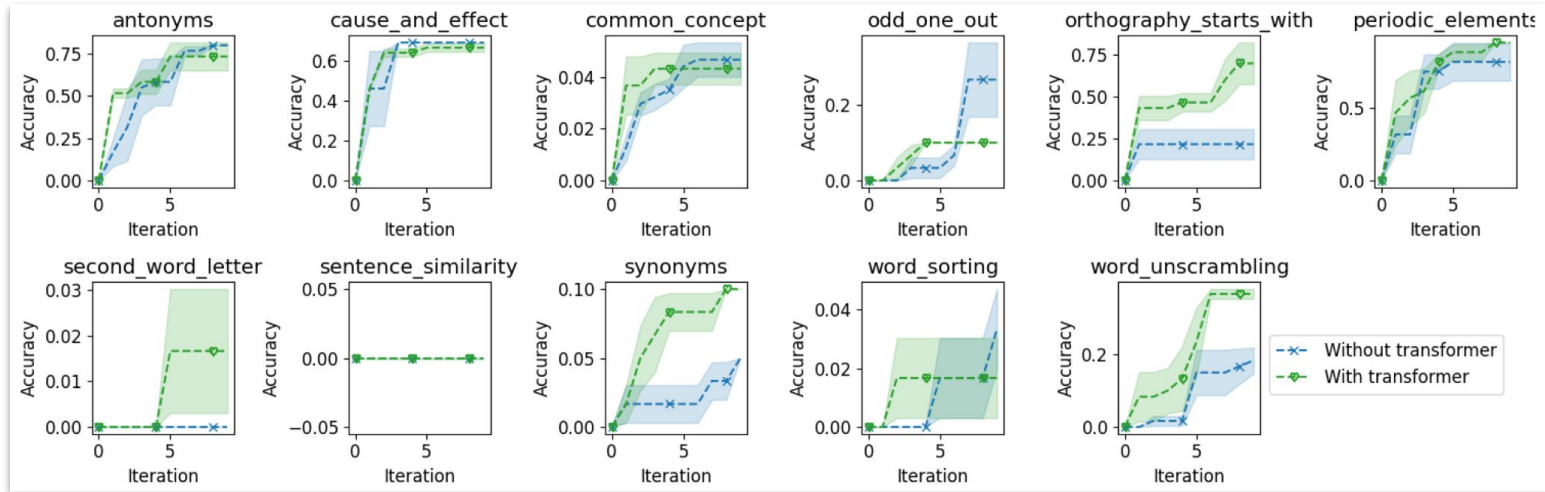 antonyms
cause_and_effect
common_concept
odd_one_out
orthography_starts_with
periodic_elements
Accuracy
0.75
0.50
0.25
0.00
0
5
Iteration
Accuracy
0.6
0.4
0.2
0.0
0
5
Iteration
Accuracy
0.04
0.02
0.00
0
5
Iteration
Accuracy
0.2
0.0
0
5
Iteration
Accuracy
0.75
0.50
0.25
0.00
0
5
Iteration
Accuracy
0.5
0.0
0
5
Iteration
second_word_letter
sentence_similarity
synonyms
word_sorting
word_unscrambling
Accuracy
0.03
0.02
0.01
0.00
0
5
Iteration
Accuracy
0.05
0.00
−0.05
0
5
Iteration
Accuracy
0.10
0.05
0.00
0
5
Iteration
Accuracy
0.04
0.02
0.00
0
5
Iteration
Accuracy
0.2
0.0
0
5
Iteration
Without transformer
With transformer